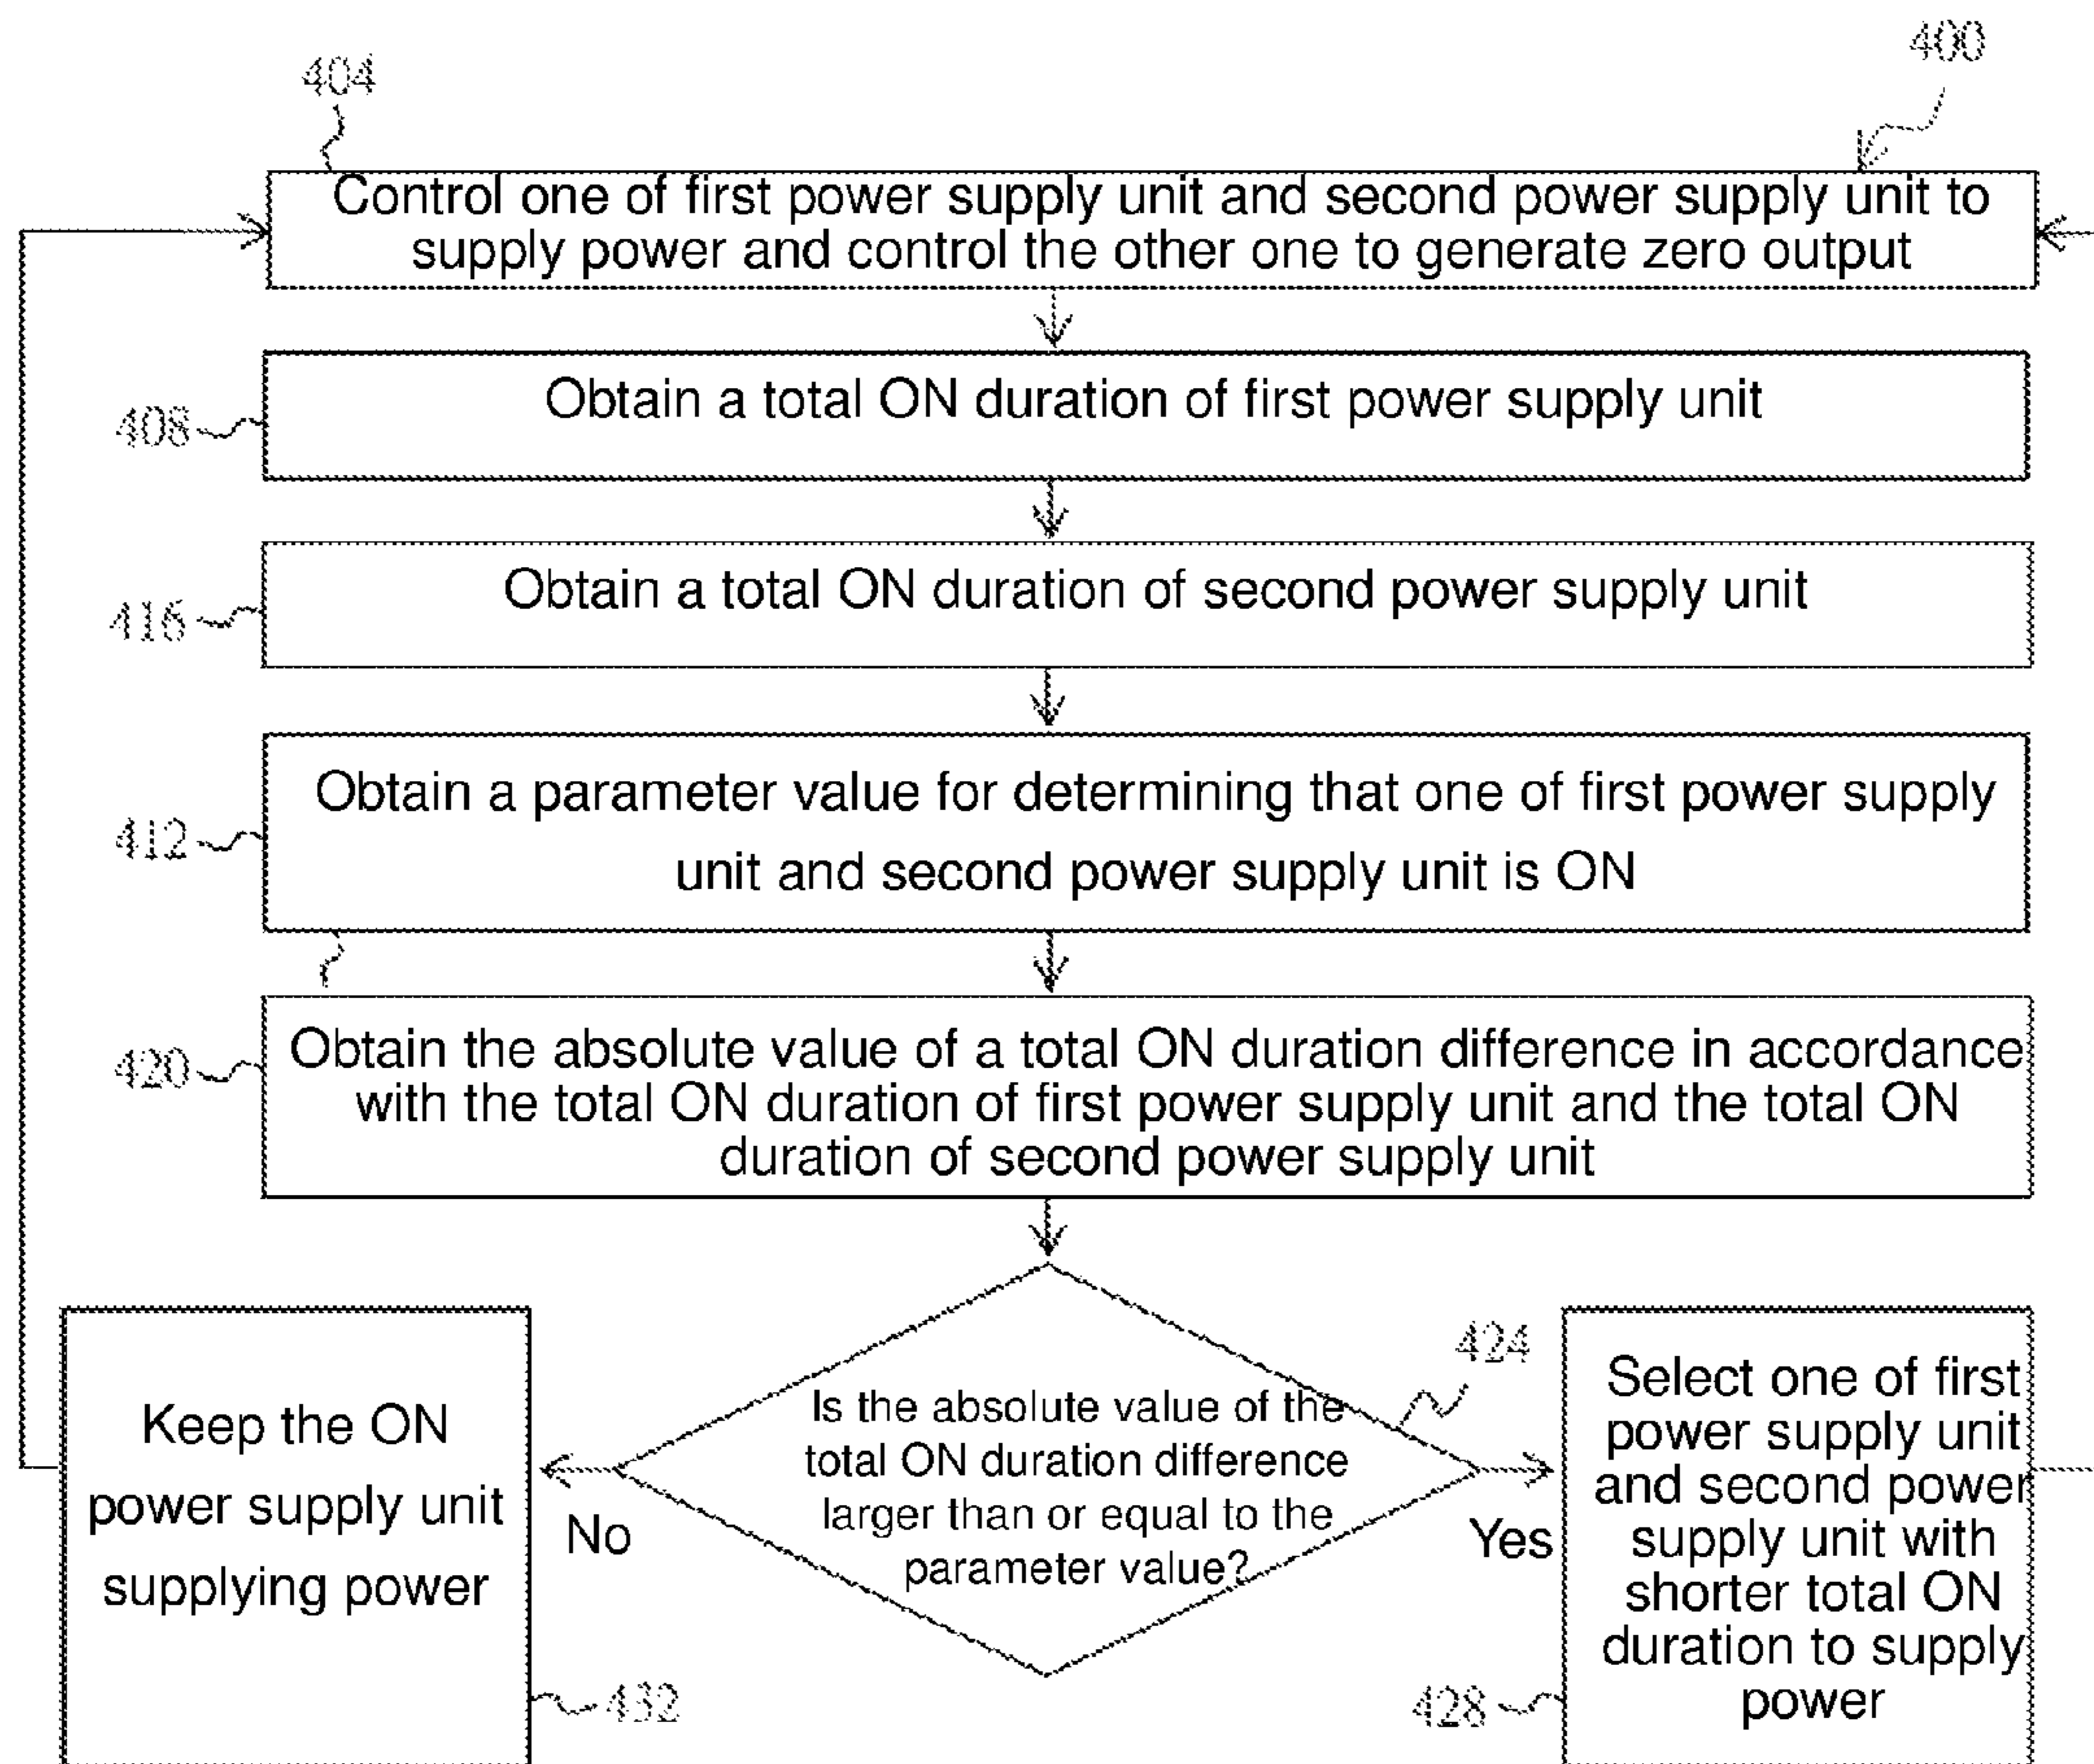 404
400
Control one of first power supply unit and second power supply unit to
supply power and control the other one to generate zero output
408
Obtain a total ON duration of first power supply unit
416
Obtain a total ON duration of second power supply unit
412
Obtain a parameter value for determining that one of first power supply
unit and second power supply unit is ON
420
Obtain the absolute value of a total ON duration difference in accordance
with the total ON duration of first power supply unit and the total ON
duration of second power supply unit
424
Is the absolute value of the
total ON duration difference
larger than or equal to the
parameter value?
No
Yes
Keep the ON
power supply unit
supplying power
432
Select one of first
power supply unit
and second power
supply unit with
shorter total ON
duration to supply
power
428